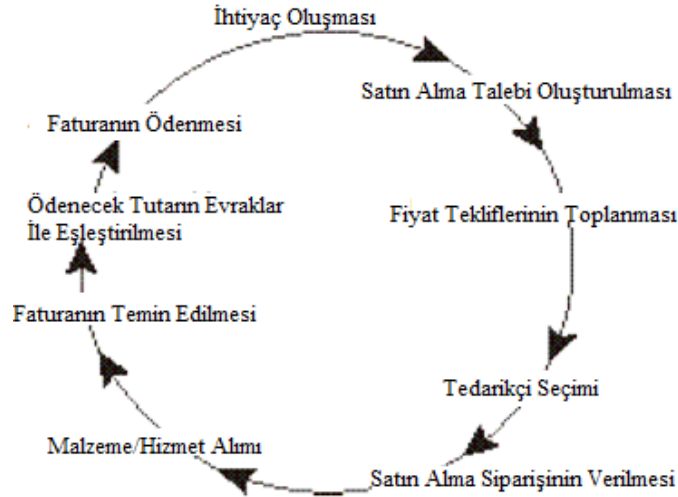 İhtiyaç Oluşması
Satın Alma Talebi Oluşturulması
Fiyat Tekliflerinin Toplanması
Tedarikçi Seçimi
Satın Alma Siparişinin Verilmesi
Malzeme/Hizmet Alımı
Faturanın Temin Edilmesi
Ödenecek Tutarın Evraklar
İle Eşleştirilmesi
Faturanın Ödenmesi